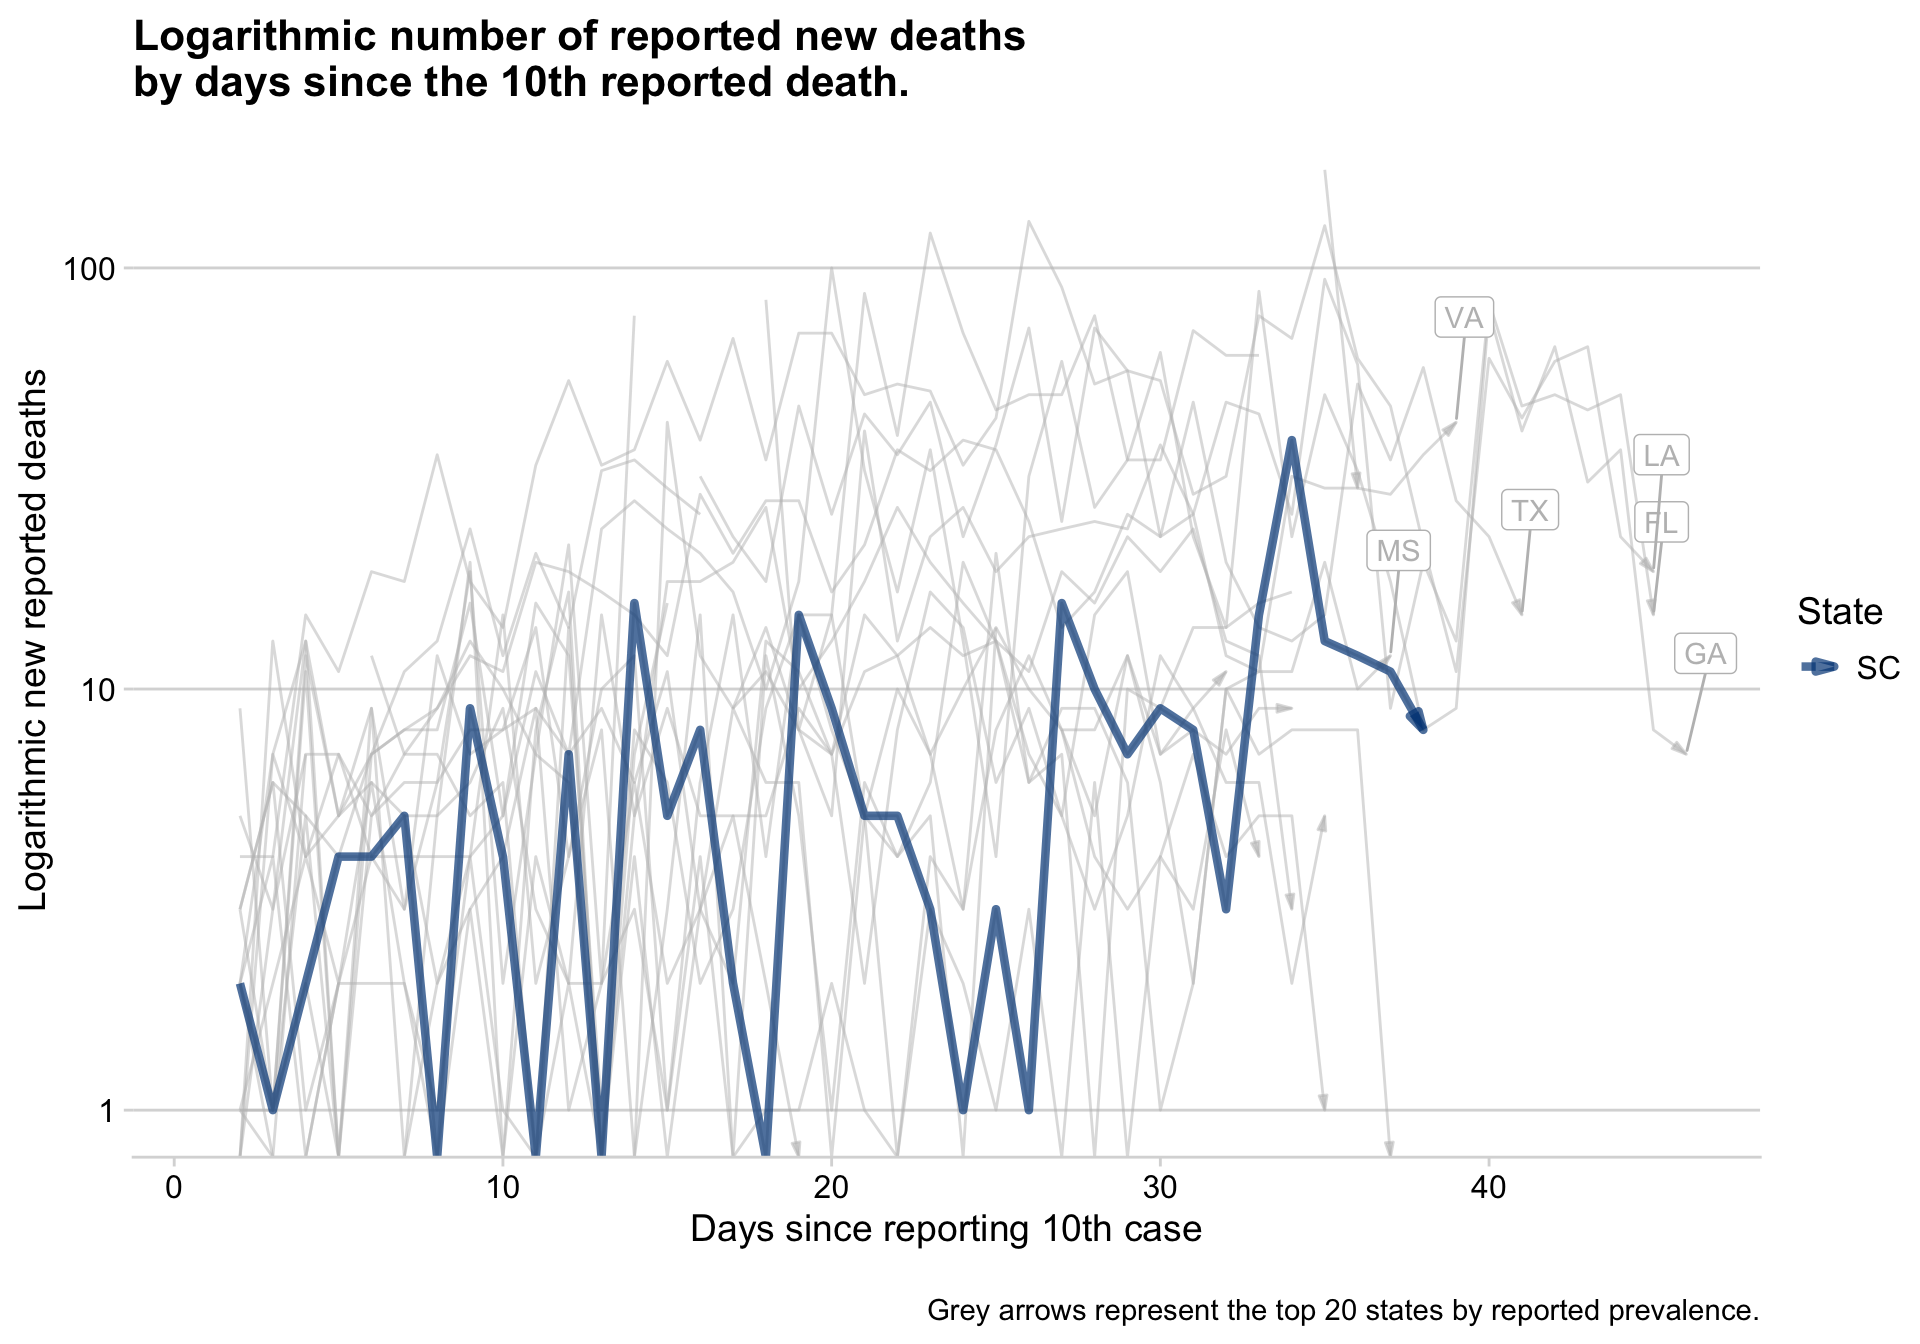 Logarithmic number of reported new deaths
by days since the 10th reported death.
Logarithmic new reported deaths
100
10
1
VA
LA
TX
FL
MS
GA
State
SC
0 10 20 30 40
Days since reporting 10th case
Grey arrows represent the top 20 states by reported prevalence.